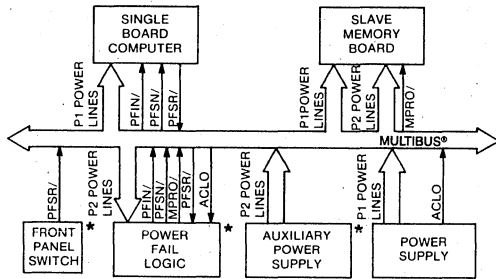 SINGLE
BOARD
COMPUTER
SLAVE
MEMORY
BOARD
P1 POWER
LINES
PFIN/
PFSN/
PFSR/
P1POWER
LINES
P2 POWER
LINES
MPRO/
MULTIBUS®
PFSR/
P2 POWER
LINES
PFIN/
PFSN/
MPRO/
PFSR/
ACLO
P2 POWER
LINES
P1 POWER
LINES
ACLO
FRONT
PANEL
SWITCH
*
POWER
FAIL
LOGIC
*
AUXILIARY
POWER
SUPPLY
*
POWER
SUPPLY